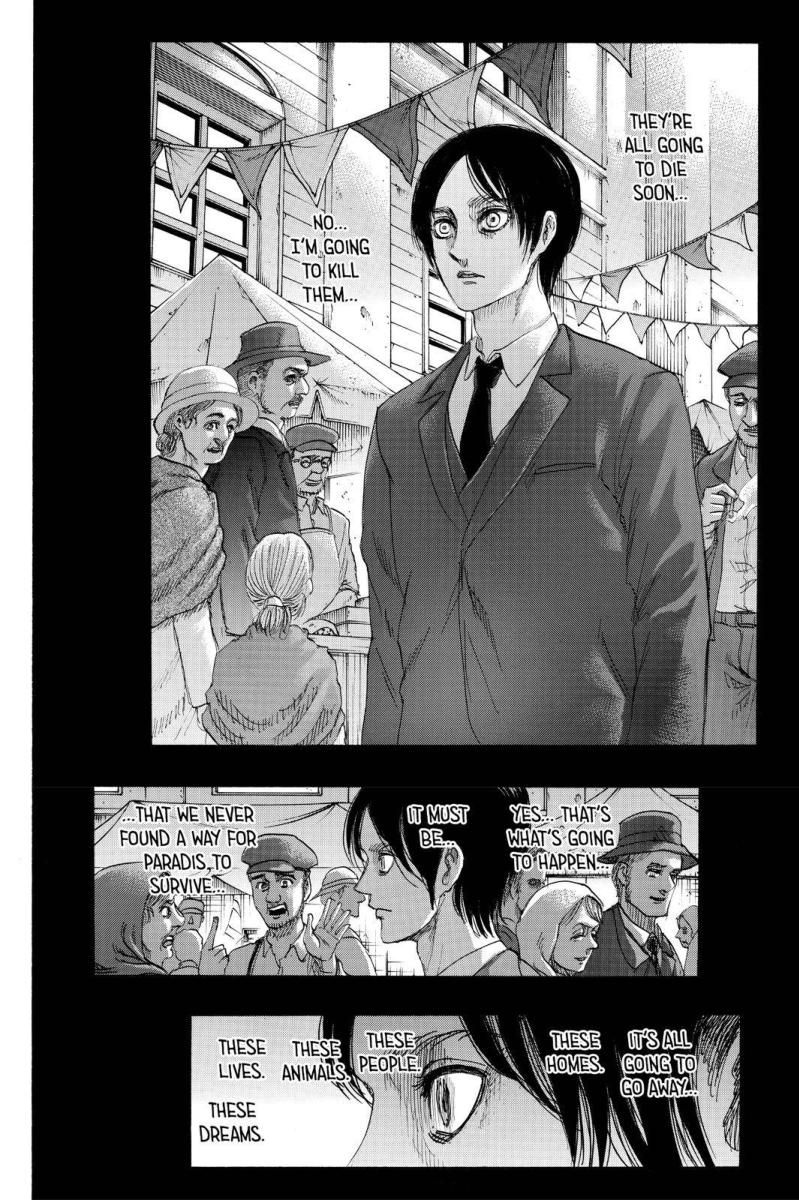 THEY'RE
ALL GOING
TO DIE
SOON...
NO...
I'M GOING
TO KILL
THEM...
YES... THAT'S
WHAT'S GOING
TO HAPPEN...
IT MUST
BE...
...THAT WE NEVER
FOUND A WAY FOR
PARADIS TO
SURVIVE...
IT'S ALL
GOING TO
GO AWAY...
THESE
HOMES.
THESE
PEOPLE.
THESE
ANIMALS.
THESE
LIVES.
THESE
DREAMS.